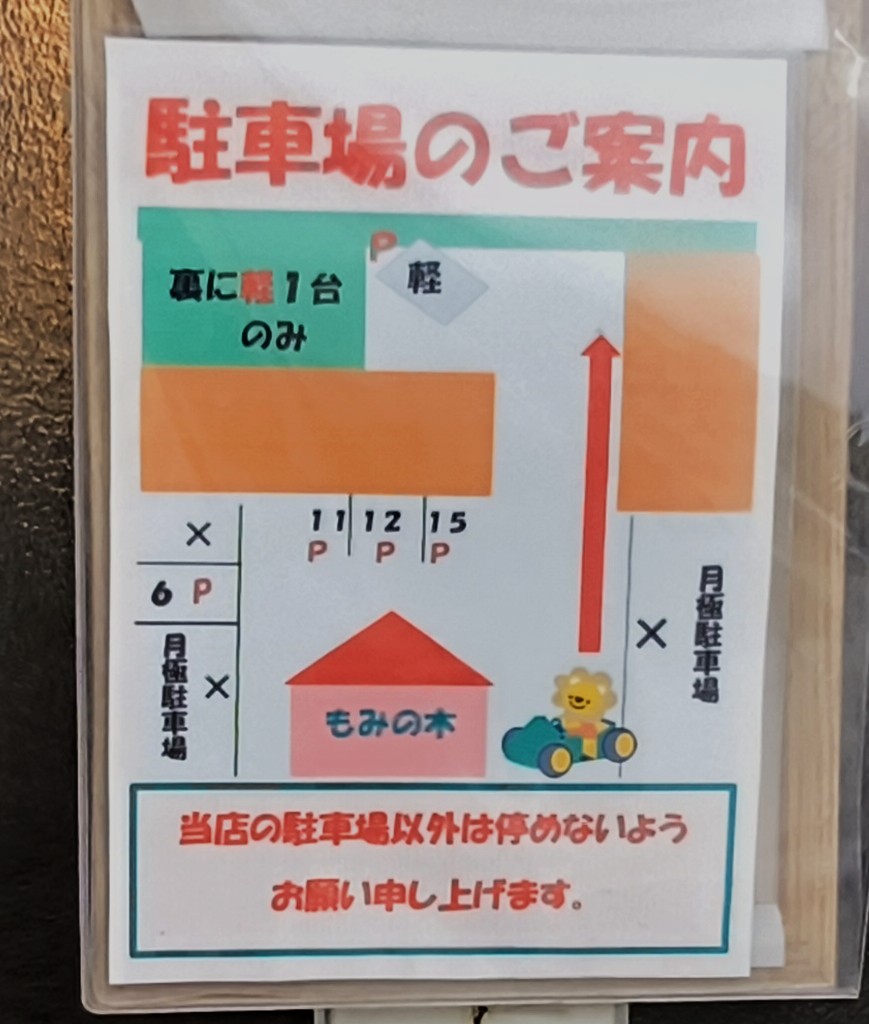 駐車場のご案内
P
裏に軽1台
のみ
軽
11 12 15
P P P
×
6 P
月極駐車場
×
もみの木
×
月極駐車場
当店の駐車場以外は停めないよう
お願い申し上げます。